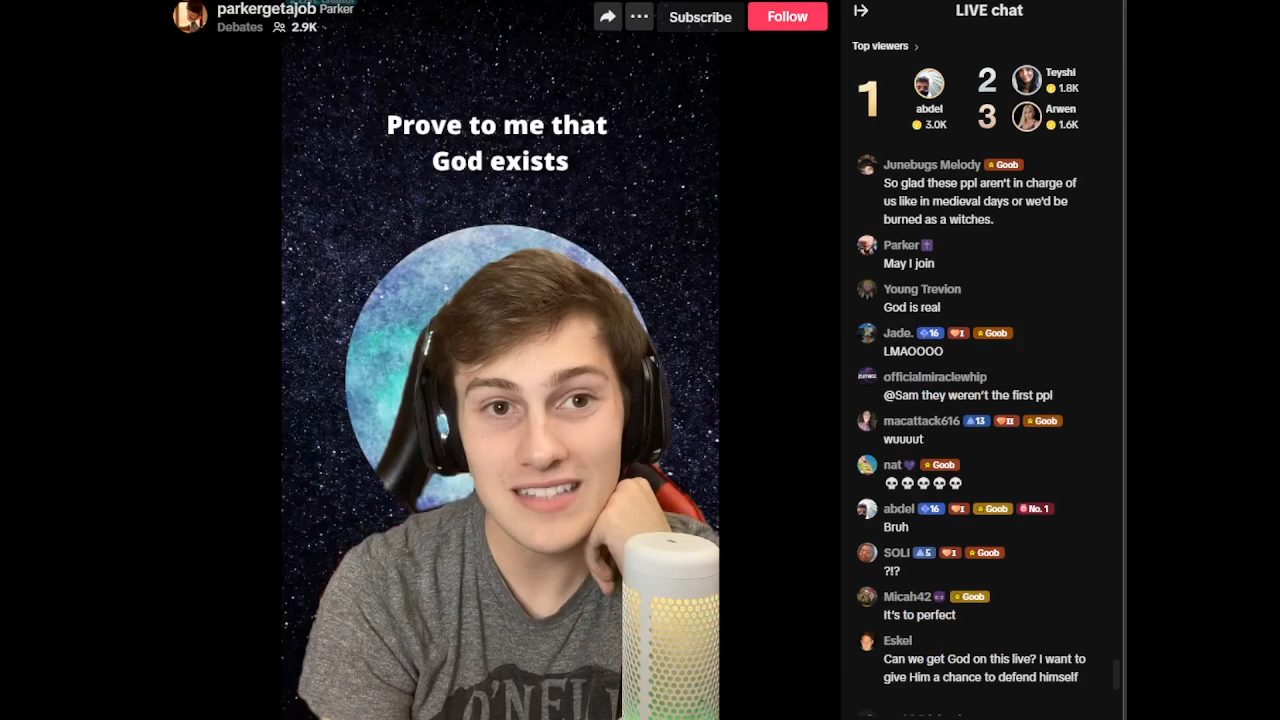 parkergetajob Parker
Debates 2.9K
Subscribe
Follow
LIVE chat
Top viewers >
1
abdel
3.0K
2
Teyshi
1.8K
3
Arwen
1.6K
Prove to me that
God exists
Junebugs Melody Goob
So glad these ppl aren't in charge of
us like in medieval days or we'd be
burned as a witches.
Parker
May I join
Young Trevion
God is real
Jade. 16 I Goob
LMAOOOO
officialmiraclewhip
@Sam they weren't the first ppl
macattack616 13 II Goob
wuuuut
nat Goob
💀💀💀💀💀
abdel 16 I Goob No. 1
Bruh
SOLI 5 I Goob
?!?
Micah42 Goob
It's to perfect
Eskel
Can we get God on this live? I want to
give Him a chance to defend himself
O'NEILL